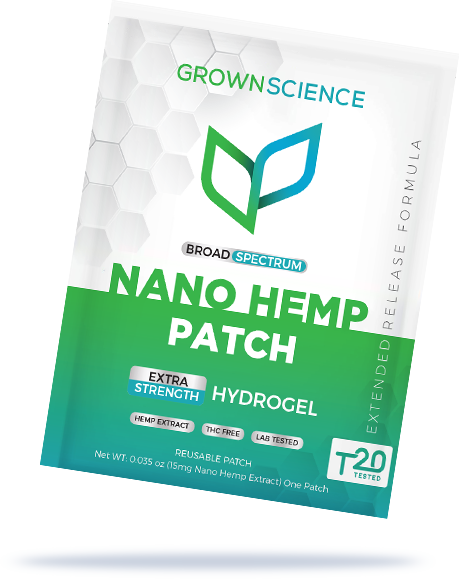 GROWNSCIENCE
BROAD SPECTRUM
NANO HEMP
PATCH
EXTRA
STRENGTH
HYDROGEL
HEMP EXTRACT
THC FREE
LAB TESTED
REUSABLE PATCH
Net WT: 0.035 oz (15mg Nano Hemp Extract) One Patch
EXTENDED RELEASE FORMULA
T20
TESTED